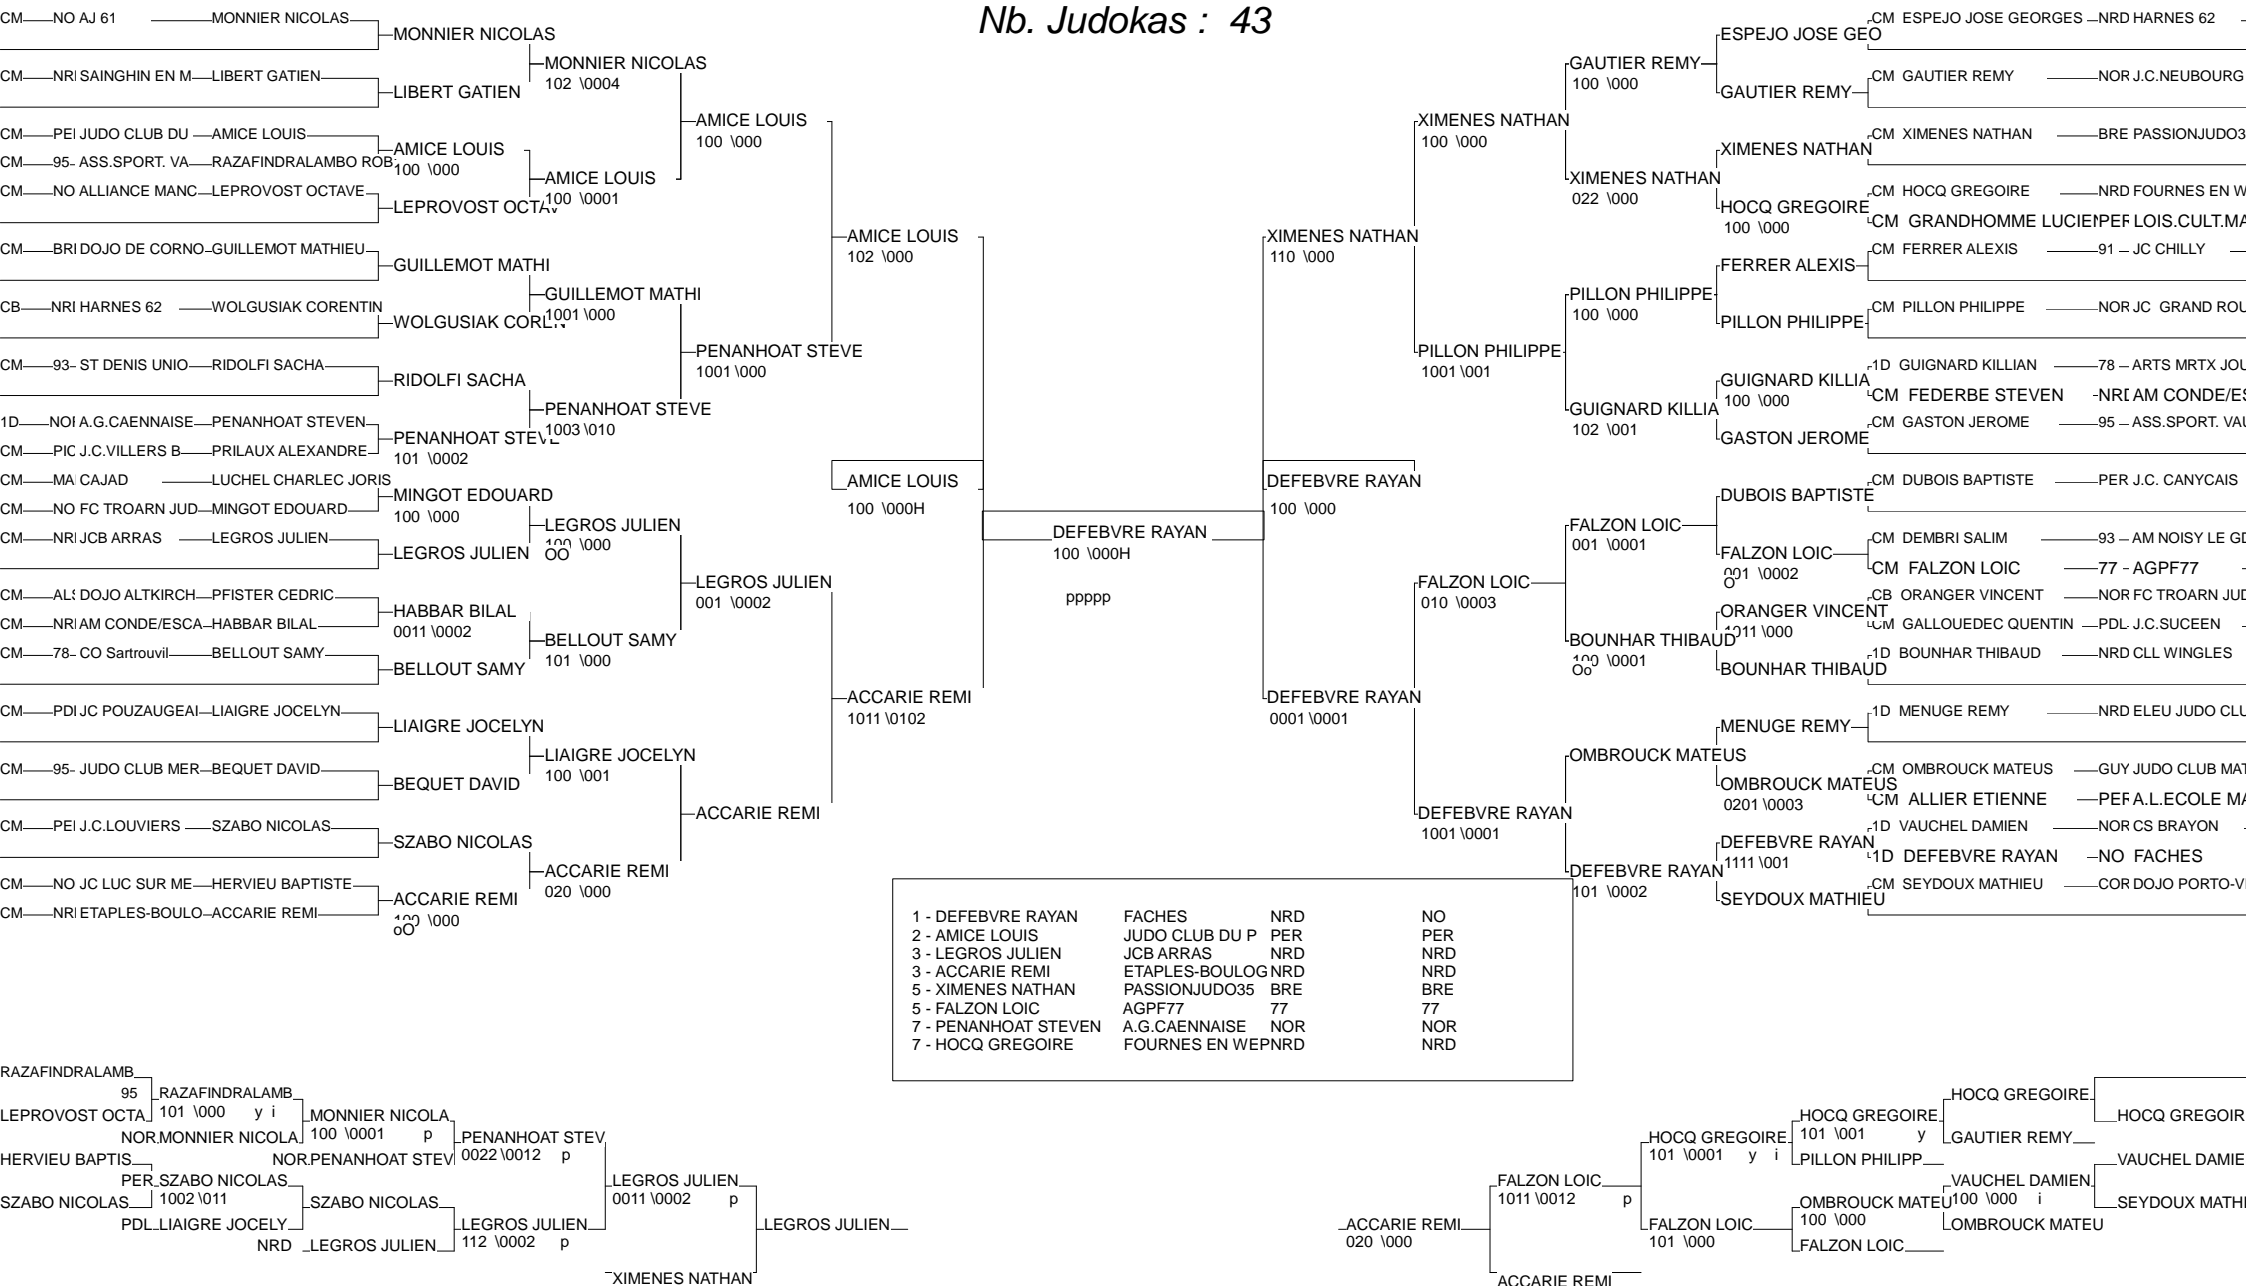 Nb. Judokas : 43
CM NO AJ 61 MONNIER NICOLAS
CM NRI SAINGHIN EN M LIBERT GATIEN
CM PEI JUDO CLUB DU AMICE LOUIS
CM 95- ASS.SPORT. VA RAZAFINDRALAMBO ROB
CM NO ALLIANCE MANC LEPROVOST OCTAVE
CM BRI DOJO DE CORNO GUILLEMOT MATHIEU
CB NRI HARNES 62 WOLGUSIAK CORENTIN
CM 93- ST DENIS UNIO RIDOLFI SACHA
1D NOI A.G.CAENNAISE PENANHOAT STEVEN
CM PIC J.C.VILLERS B PRILAUX ALEXANDRE
CM MA CAJAD LUCHEL CHARLEC JORIS
CM NO FC TROARN JUD MINGOT EDOUARD
CM NRI JCB ARRAS LEGROS JULIEN
CM AL DOJO ALTKIRCH PFISTER CEDRIC
CM NRI AM CONDE/ESCA HABBAR BILAL
CM 78- CO Sartrouvil BELLOUT SAMY
CM PDI JC POUZAUGEAI LIAIGRE JOCELYN
CM 95- JUDO CLUB MER BEQUET DAVID
CM PEI J.C.LOUVIERS SZABO NICOLAS
CM NO JC LUC SUR ME HERVIEU BAPTISTE
CM NRI ETAPLES-BOULO ACCARIE REMI
MONNIER NICOLAS
LIBERT GATIEN
AMICE LOUIS
100 \000
LEPROVOST OCTAV
GUILLEMOT MATHI
WOLGUSIAK COREN
RIDOLFI SACHA
PENANHOAT STEVE
101 \0002
MINGOT EDOUARD
100 \000
LEGROS JULIEN
HABBAR BILAL
0011 \0002
BELLOUT SAMY
LIAIGRE JOCELYN
BEQUET DAVID
SZABO NICOLAS
ACCARIE REMI
100 \000
oO
MONNIER NICOLAS
102 \0004
AMICE LOUIS
100 \0001
GUILLEMOT MATHI
1001 \000
PENANHOAT STEVE
1003 \010
LEGROS JULIEN
100 \000
OO
BELLOUT SAMY
101 \000
LIAIGRE JOCELYN
100 \001
ACCARIE REMI
020 \000
AMICE LOUIS
100 \000
PENANHOAT STEVE
1001 \000
LEGROS JULIEN
001 \0002
ACCARIE REMI
AMICE LOUIS
102 \000
ACCARIE REMI
1011 \0102
AMICE LOUIS
100 \000H
DEFEBVRE RAYAN
100 \000H
ppppp
DEFEBVRE RAYAN
100 \000
XIMENES NATHAN
110 \000
DEFEBVRE RAYAN
0001 \0001
XIMENES NATHAN
100 \000
PILLON PHILIPPE
1001 \001
FALZON LOIC
010 \0003
DEFEBVRE RAYAN
1001 \0001
GAUTIER REMY
100 \000
XIMENES NATHAN
022 \000
PILLON PHILIPPE
100 \000
GUIGNARD KILLIA
102 \001
FALZON LOIC
001 \0001
BOUNHAR THIBAUD
100 \0001
Oo
OMBROUCK MATEUS
DEFEBVRE RAYAN
101 \0002
ESPEJO JOSE GEO
GAUTIER REMY
XIMENES NATHAN
HOCQ GREGOIRE
100 \000
FERRER ALEXIS
PILLON PHILIPPE
GUIGNARD KILLIA
100 \000
GASTON JEROME
DUBOIS BAPTISTE
FALZON LOIC
001 \0002
O
ORANGER VINCENT
1011 \000
BOUNHAR THIBAUD
MENUGE REMY
OMBROUCK MATEUS
0201 \0003
DEFEBVRE RAYAN
1111 \001
SEYDOUX MATHIEU
CM ESPEJO JOSE GEORGES NRD HARNES 62
CM GAUTIER REMY NOR J.C.NEUBOURG
CM XIMENES NATHAN BRE PASSIONJUDO3
CM HOCQ GREGOIRE NRD FOURNES EN W
CM GRANDHOMME LUCIEN PER LOIS.CULT.MA
CM FERRER ALEXIS 91 JC CHILLY
CM PILLON PHILIPPE NOR JC GRAND ROU
1D GUIGNARD KILLIAN 78 ARTS MRTX JOU
CM FEDERBE STEVEN NRD AM CONDE/ES
CM GASTON JEROME 95 ASS.SPORT. VAU
CM DUBOIS BAPTISTE PER J.C. CANYCAIS
CM DEMBRI SALIM 93 AM NOISY LE GD
CM FALZON LOIC 77 AGPF77
CB ORANGER VINCENT NOR FC TROARN JUD
CM GALLOUEDEC QUENTIN PDL J.C.SUCEEN
1D BOUNHAR THIBAUD NRD CLL WINGLES
1D MENUGE REMY NRD ELEU JUDO CLU
CM OMBROUCK MATEUS GUY JUDO CLUB MAT
CM ALLIER ETIENNE PER A.L.ECOLE MA
1D VAUCHEL DAMIEN NOR CS BRAYON
1D DEFEBVRE RAYAN NO FACHES
CM SEYDOUX MATHIEU COR DOJO PORTO-V
1 - DEFEBVRE RAYAN FACHES NRD NO
2 - AMICE LOUIS JUDO CLUB DU P PER PER
3 - LEGROS JULIEN JCB ARRAS NRD NRD
3 - ACCARIE REMI ETAPLES-BOULOG NRD NRD
5 - XIMENES NATHAN PASSIONJUDO35 BRE BRE
5 - FALZON LOIC AGPF77 77 77
7 - PENANHOAT STEVEN A.G.CAENNAISE NOR NOR
7 - HOCQ GREGOIRE FOURNES EN WEP NRD NRD
RAZAFINDRALAMB
95
LEPROVOST OCTA
NOR MONNIER NICOLA
HERVIEU BAPTIS
PER SZABO NICOLAS
1002 \011
SZABO NICOLAS
PDL LIAIGRE JOCELY
RAZAFINDRALAMB
101 \000 y i
MONNIER NICOLA
100 \0001 p
NOR PENANHOAT STEV
SZABO NICOLAS
NRD LEGROS JULIEN
PENANHOAT STEV
0022 \0012 p
LEGROS JULIEN
112 \0002 p
LEGROS JULIEN
0011 \0002 p
XIMENES NATHAN
LEGROS JULIEN
ACCARIE REMI
020 \000
FALZON LOIC
1011 \0012 p
ACCARIE REMI
HOCQ GREGOIRE
101 \0001 y i
FALZON LOIC
101 \000
HOCQ GREGOIRE
101 \001 y
PILLON PHILIPP
OMBROUCK MATEU
100 \000
FALZON LOIC
HOCQ GREGOIRE
GAUTIER REMY
VAUCHEL DAMIEN
100 \000 i
OMBROUCK MATEU
HOCQ GREGOIR
VAUCHEL DAMIE
SEYDOUX MATHI